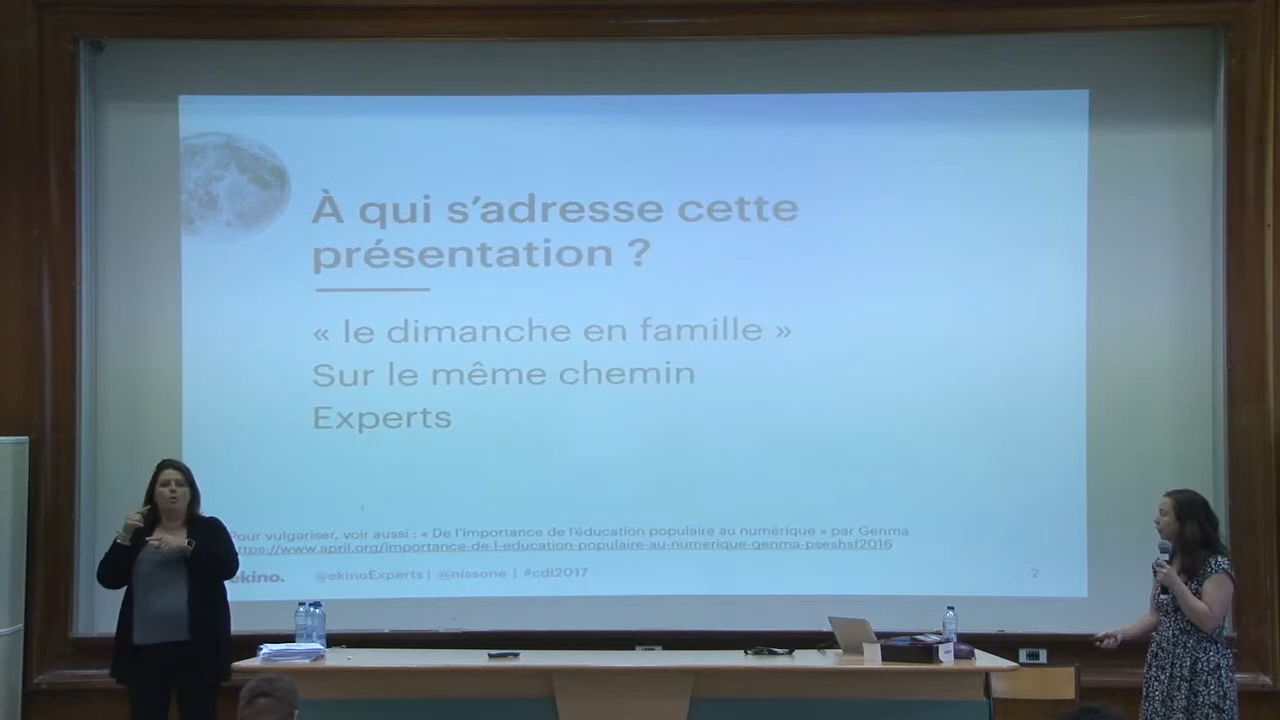 À qui s'adresse cette
présentation ?
« le dimanche en famille »
Sur le même chemin
Experts
Pour vulgariser, voir aussi : « De l'importance de l'éducation populaire au numérique » par Genma
https://www.april.org/importance-de-l-education-populaire-au-numerique-genma-pseshsf2016
ekino. @ekinoExperts | @nissone | #cdl2017 2